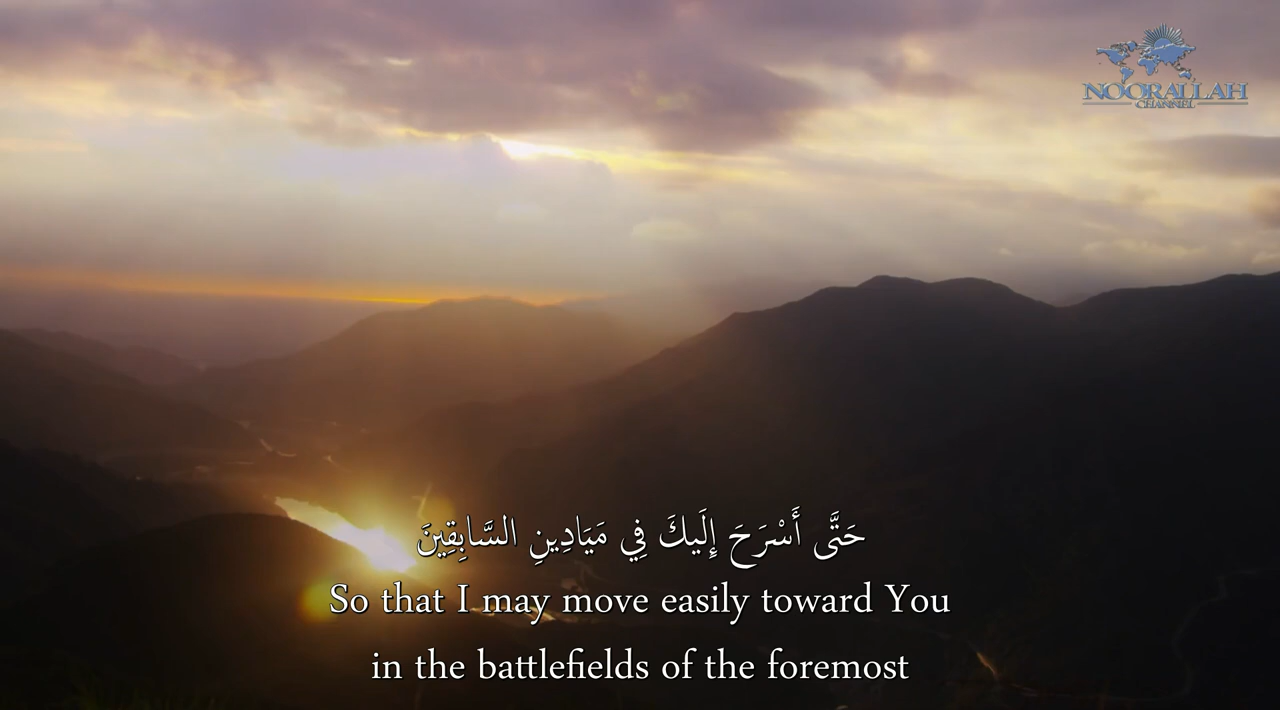 NOORALLAH
CHANNEL
حَتَّى أَسْرَحَ إِلَيكَ فِي مَيَادِينِ السَّابِقِينَ
So that I may move easily toward You
in the battlefields of the foremost